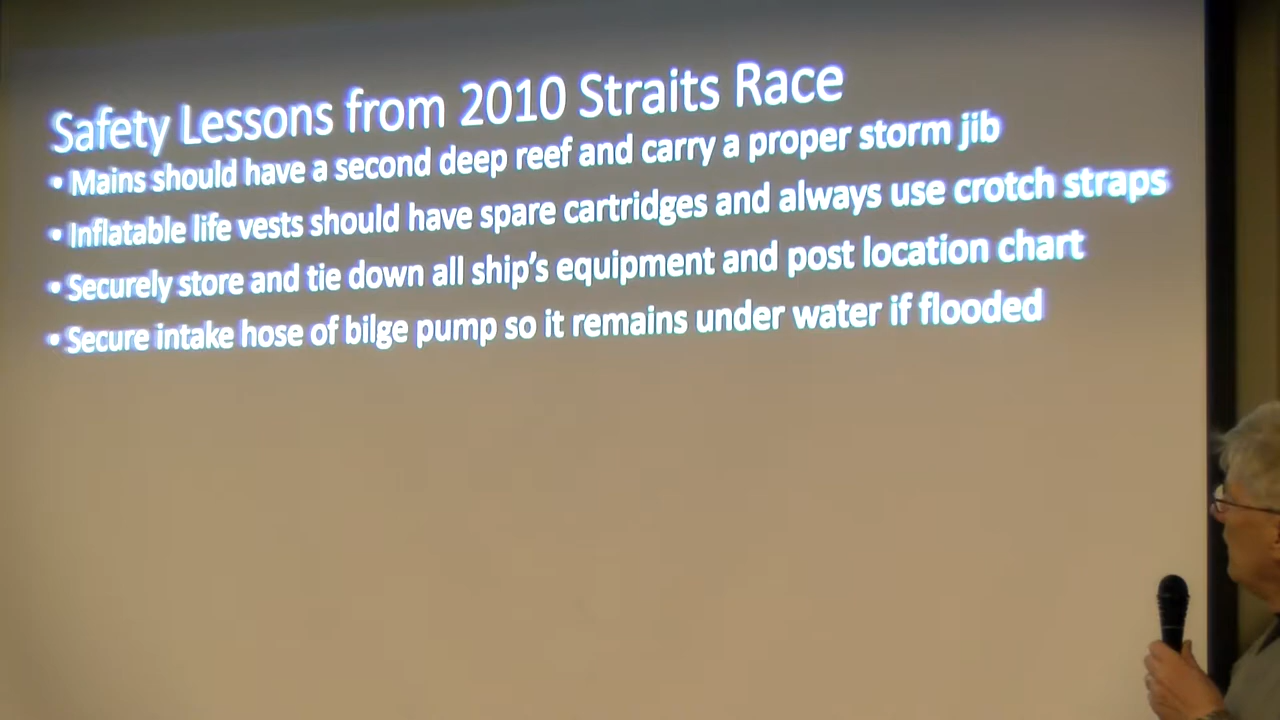 Safety Lessons from 2010 Straits Race
• Mains should have a second deep reef and carry a proper storm jib
• Inflatable life vests should have spare cartridges and always use crotch straps
• Securely store and tie down all ship's equipment and post location chart
• Secure intake hose of bilge pump so it remains under water if flooded